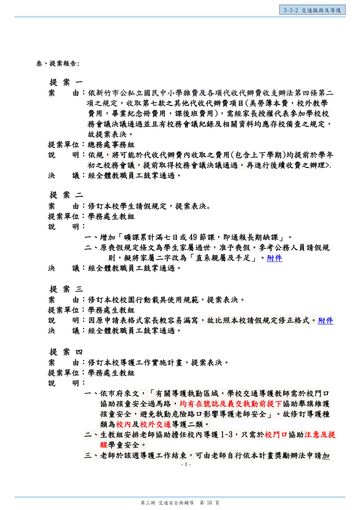 3-3-2 交通服務及導護
參、提案報告:
提 案 一
案　　由：依新竹市公私立國民中小學雜費及各項代收代辦費收支辦法第四條第二
項之規定，收取第七款之其他代收代辦費項目(美勞簿本費，校外教學
費用，畢業紀念冊費用，課後班費用)，需經家長授權代表參加學校校
務會議決議通過並且有校務會議紀錄及相關資料均應存校備查之規定，
故提案表決。
提案單位：總務處事務組
說　　明：依規，將可能於代收代辦費內收取之費用(包含上下學期)均提前於學年
初之校務會議，提前取得校務會議決議通過，再進行後續收費之辦理>.
決　　議：經全體教職員工鼓掌通過。
提 案 二
案　　由：修訂本校學生請假規定，提案表決。
提案單位：學務處生教組
說　　明：
一、增加「曠課累計滿七日或49節課，即通報長期缺課」。
二、原喪假規定條文為學生家屬過世，准予喪假。參考公務人員請假規
則，擬將家屬二字改為「直系親屬及手足」。附件
決　　議：經全體教職員工鼓掌通過。
提 案 三
案　　由：修訂本校校園行動載具使用規範，提案表決。
提案單位：學務處生教組
說　　明：因原申請表格式家長較容易漏寫，故比照本校請假規定修正格式。附件
決　　議：經全體教職員工鼓掌通過。
提 案 四
案　　由：修訂本校導護工作實施計畫，提案表決。
提案單位：學務處生教組
說　　明：
一、依市府來文，「有關導護執勤區域，學校交通導護教師需於校門口
協助孩童安全過馬路，均有在號誌及義交執勤前提下協助舉旗維護
孩童安全，避免執勤危險路口影響導護老師安全」。故修訂導護種
類為校內及校外交通導護二類。
二、生教組安排老師協助擔任校內導護1-3，只需於校門口協助注意及提
醒學童安全。
三、老師於該週導護工作結束，可由老師自行依本計畫獎勵辦法申請加
- 1 -
第三冊 交通安全與輔導　第 58 頁